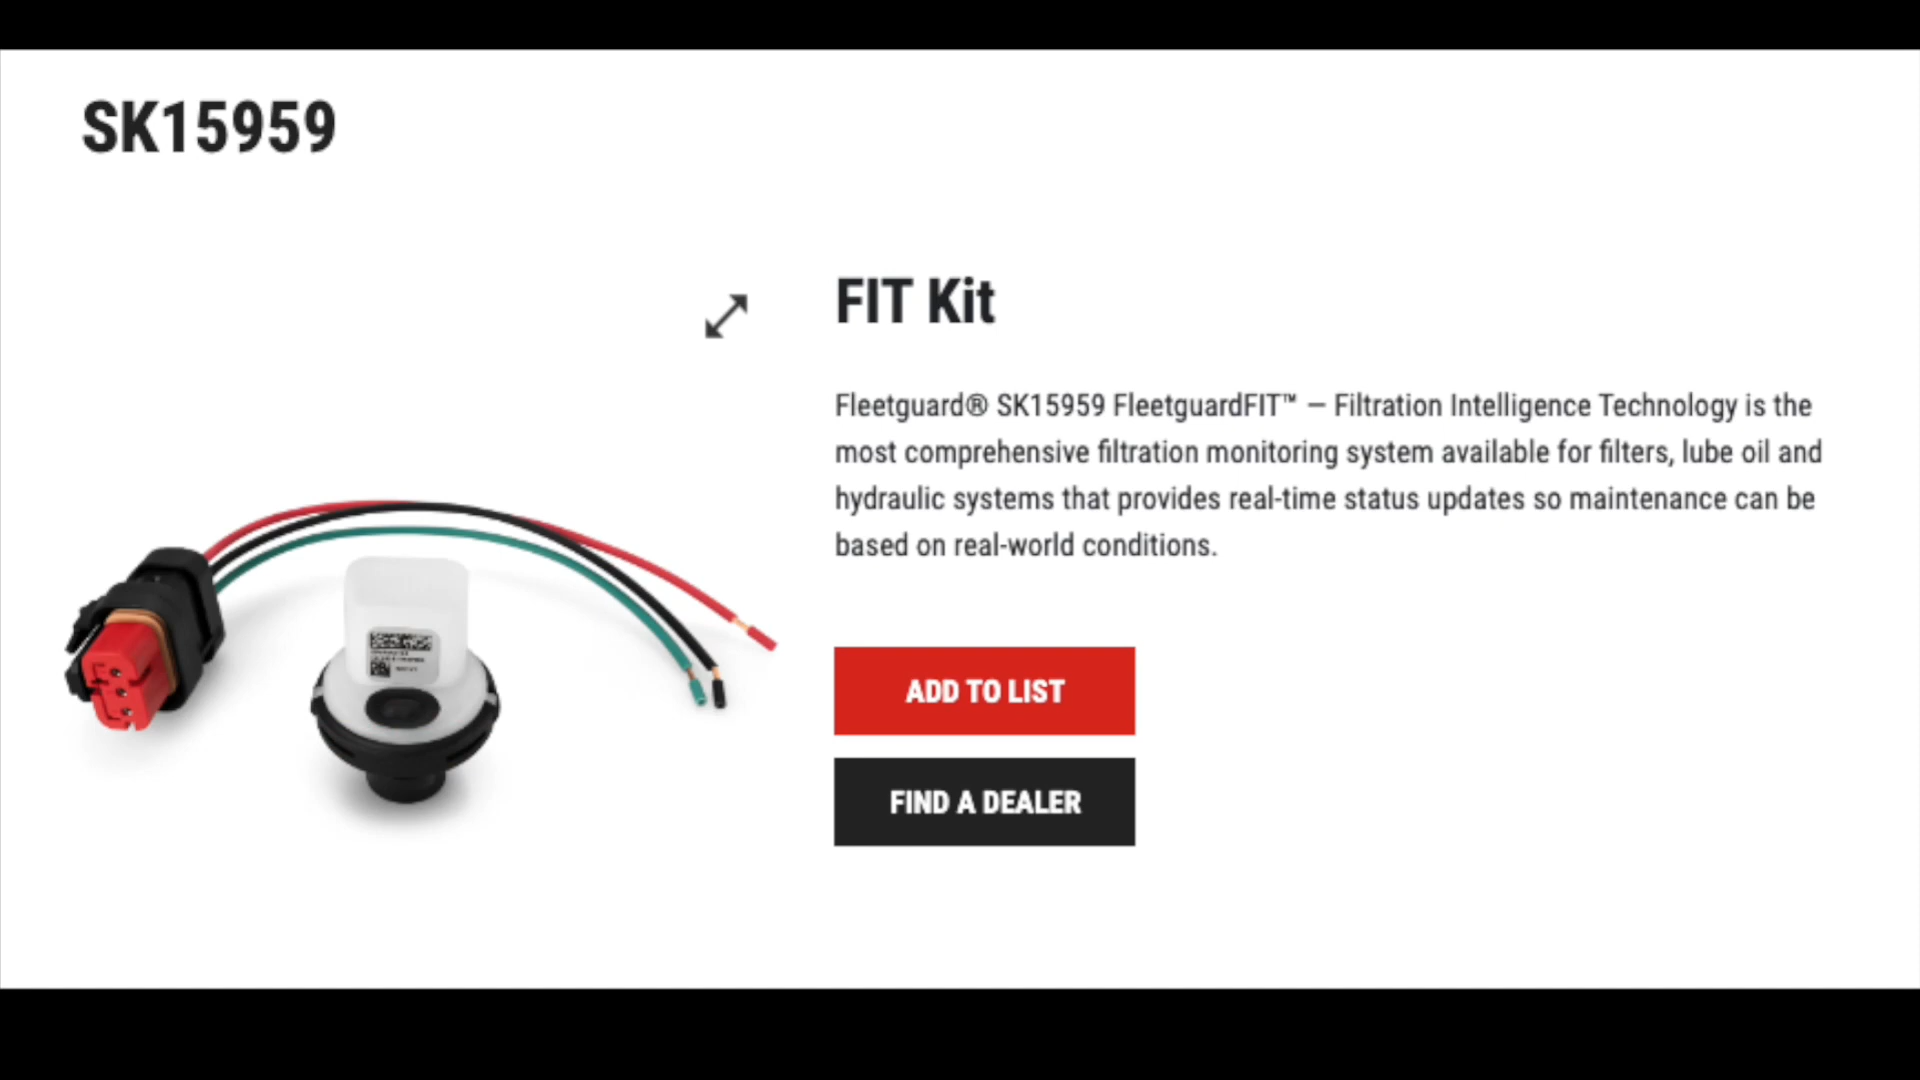 SK15959
FIT Kit
Fleetguard® SK15959 FleetguardFIT™ – Filtration Intelligence Technology is the
most comprehensive filtration monitoring system available for filters, lube oil and
hydraulic systems that provides real-time status updates so maintenance can be
based on real-world conditions.
ADD TO LIST
FIND A DEALER